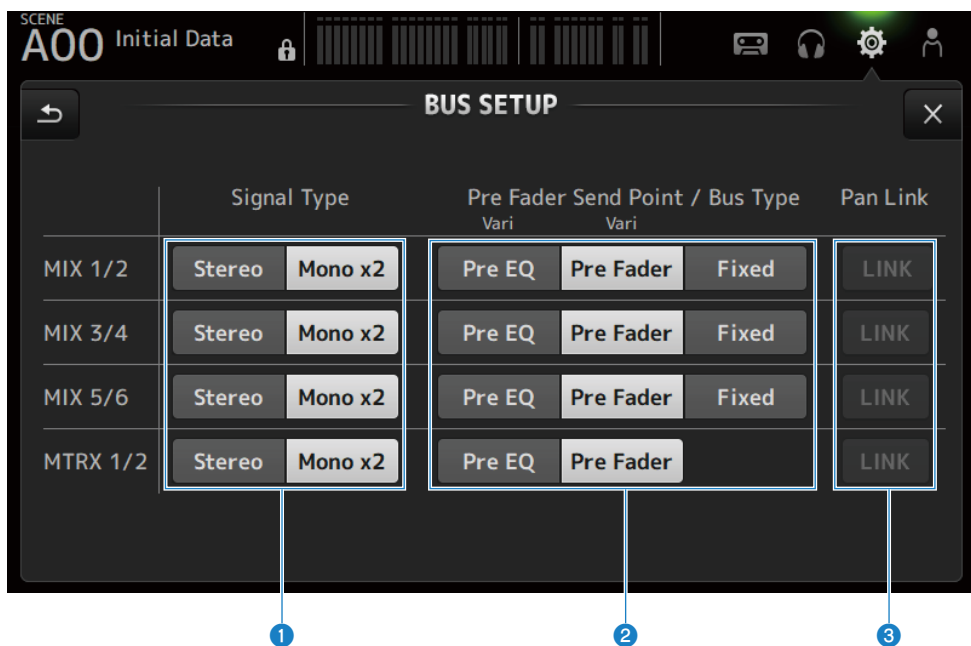 SCENE
A00 Initial Data
BUS SETUP
Signal Type Pre Fader Send Point / Bus Type Pan Link
Vari Vari
MIX 1/2 Stereo Mono x2 Pre EQ Pre Fader Fixed LINK
MIX 3/4 Stereo Mono x2 Pre EQ Pre Fader Fixed LINK
MIX 5/6 Stereo Mono x2 Pre EQ Pre Fader Fixed LINK
MTRX 1/2 Stereo Mono x2 Pre EQ Pre Fader LINK
1 2 3